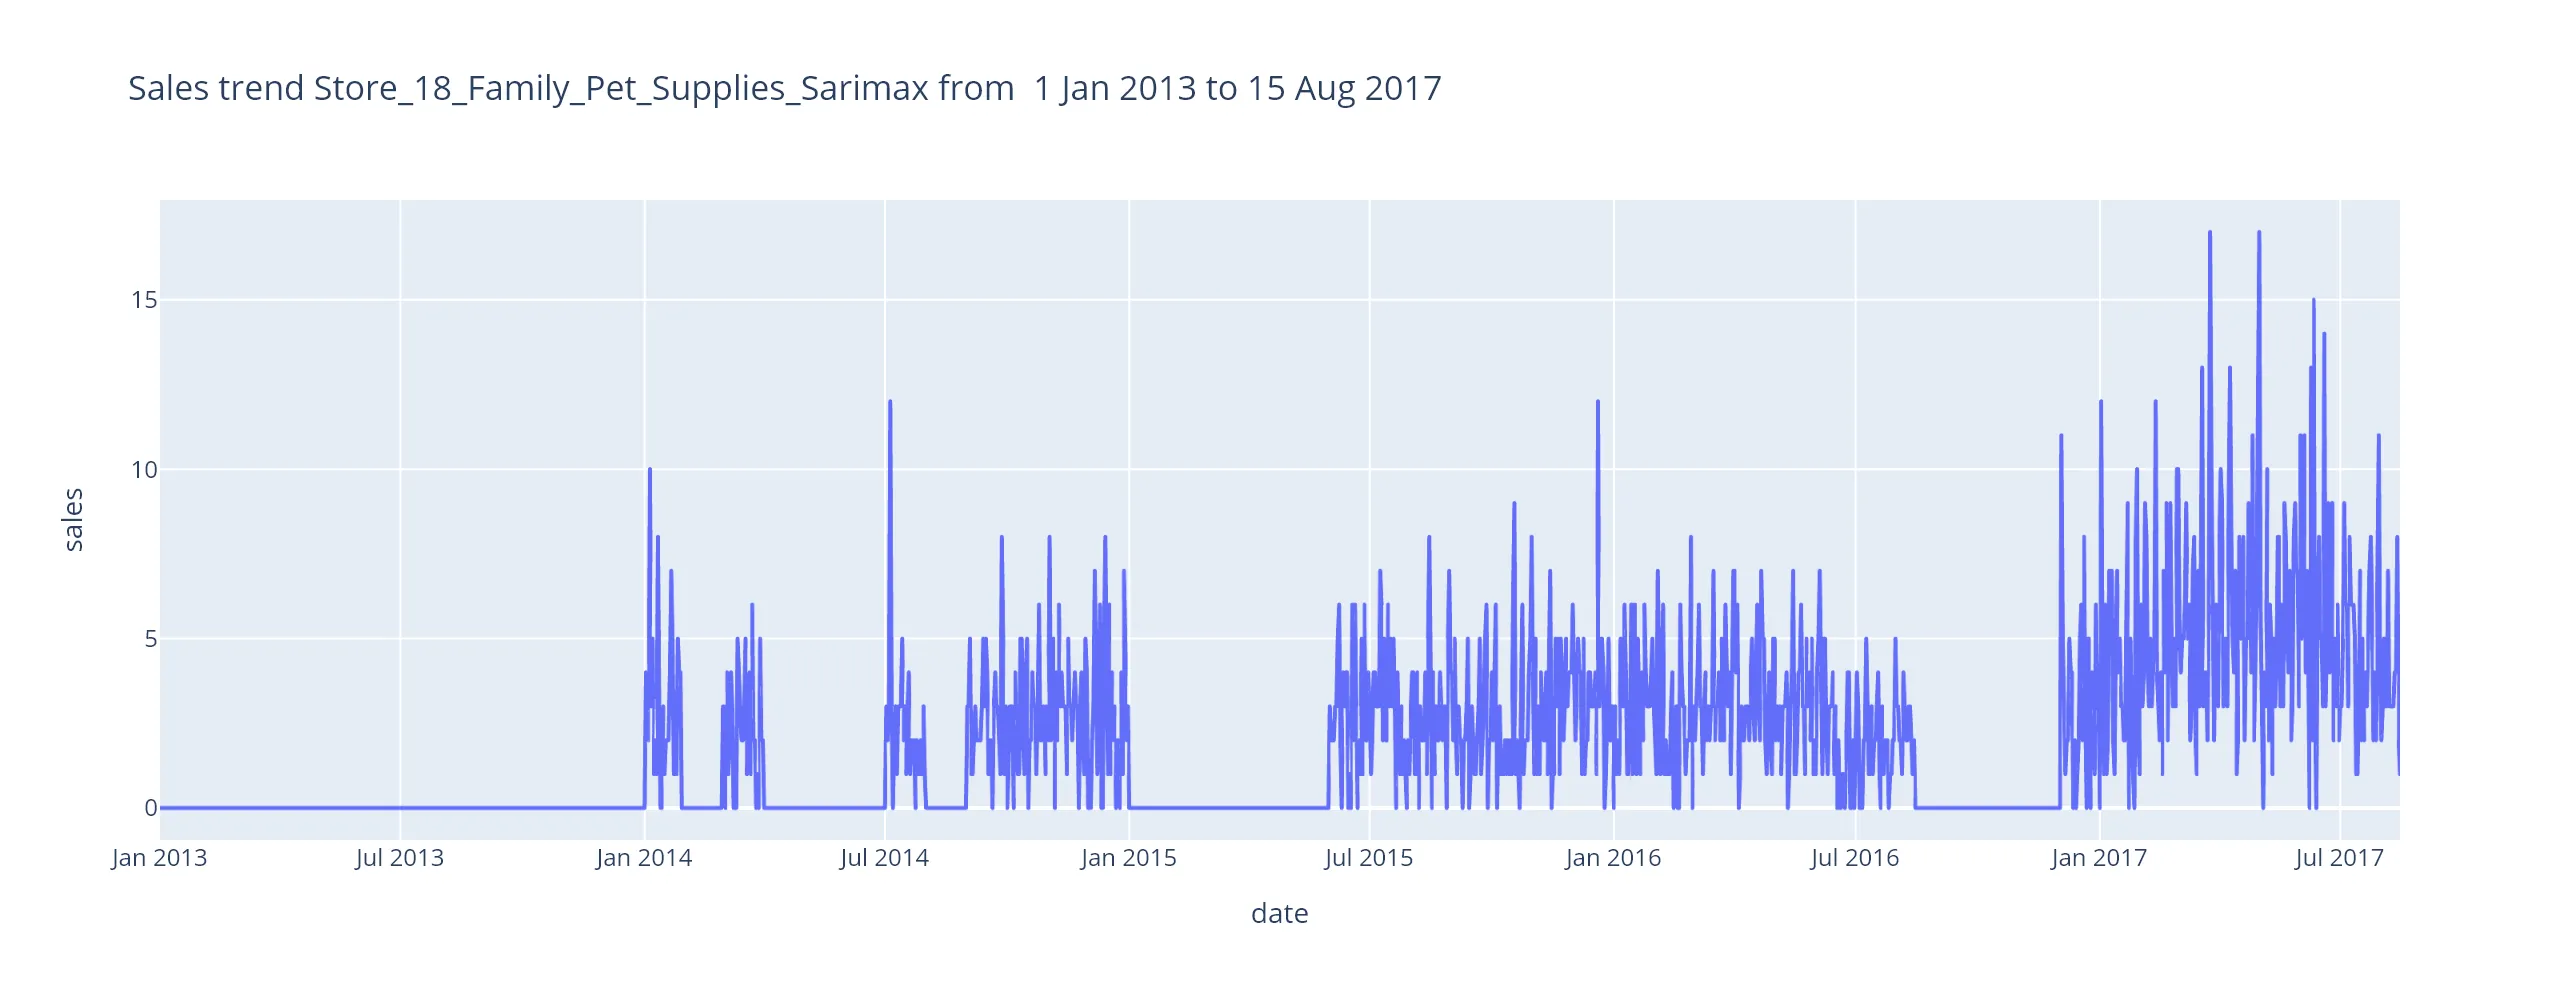 Sales trend Store_18_Family_Pet_Supplies_Sarimax from  1 Jan 2013 to 15 Aug 2017
15
10
5
0
sales
Jan 2013 Jul 2013 Jan 2014 Jul 2014 Jan 2015 Jul 2015 Jan 2016 Jul 2016 Jan 2017 Jul 2017
date